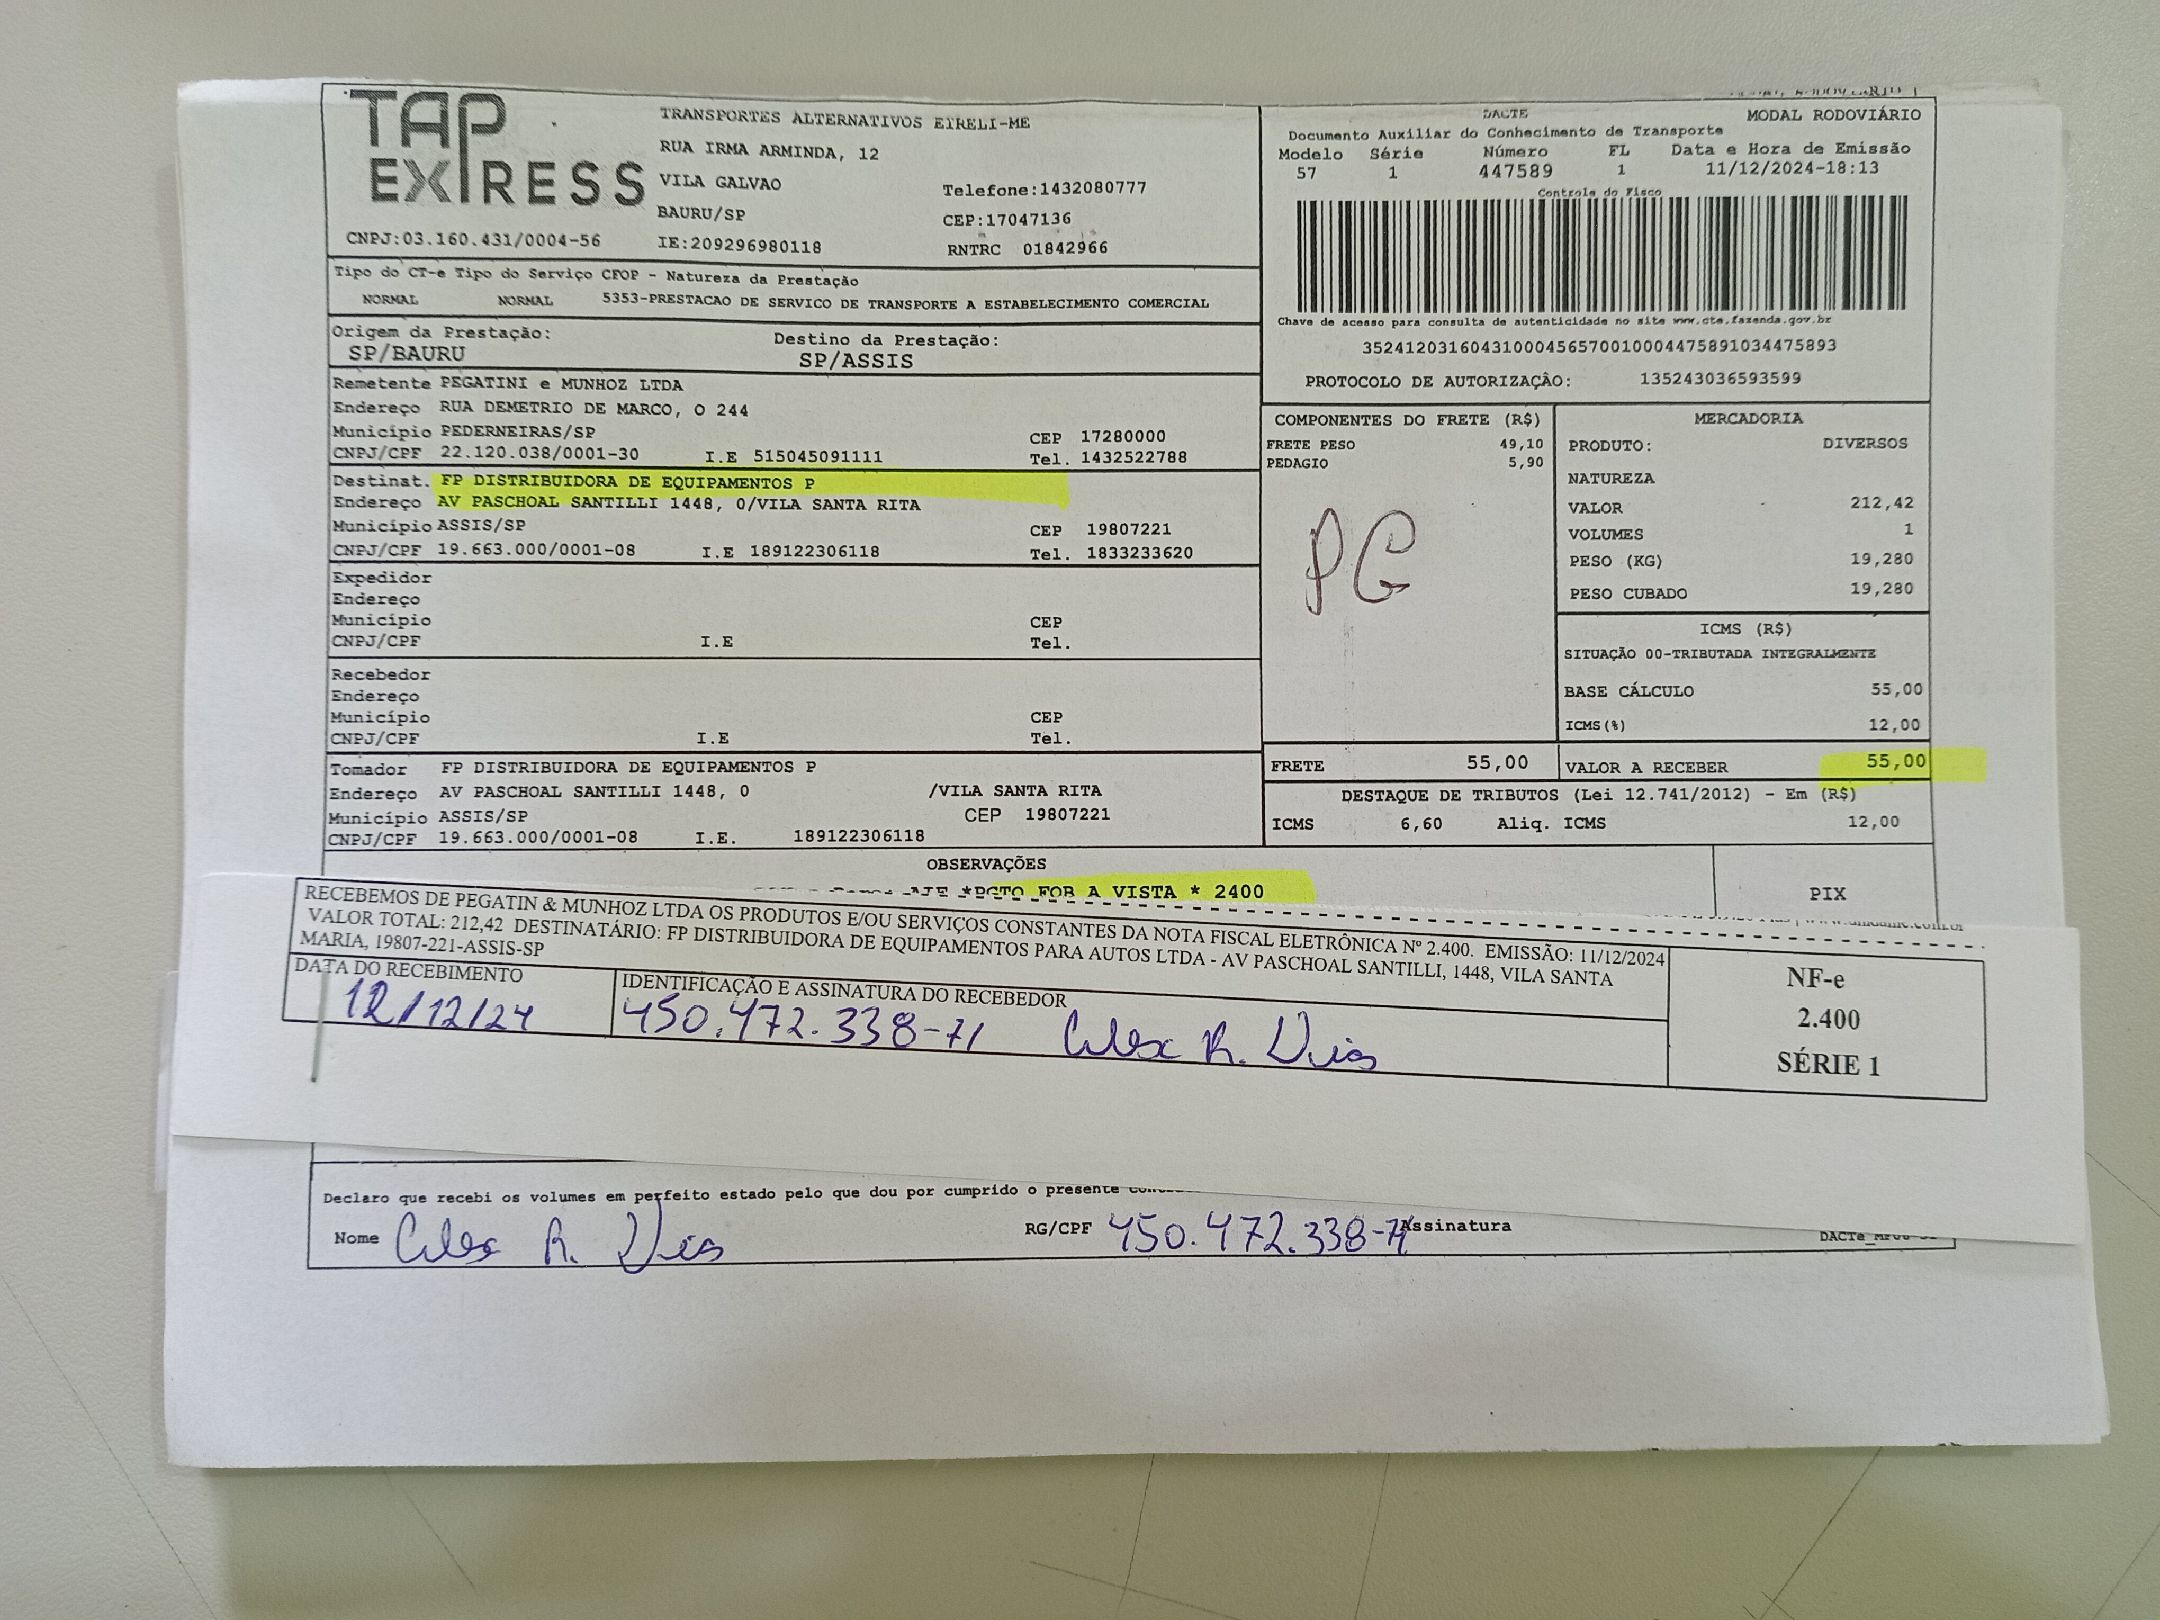 TAP EXPRESS
CNPJ:03.160.431/0004-56
TRANSPORTES ALTERNATIVOS EIRELI-ME
RUA IRMA ARMINDA, 12
VILA GALVAO
BAURU/SP
IE:209296980118
Telefone:1432080777
CEP:17047136
RNTRC 01842966
DACTE MODAL RODOVIÁRIO
Documento Auxiliar do Conhecimento de Transporte
Modelo Série Número FL Data e Hora de Emissão
57 1 447589 1 11/12/2024-18:13
Controle do Fisco
Chave de acesso para consulta de autenticidade no site www.cte.fazenda.gov.br
35241203160431000456570010004475891034475893
PROTOCOLO DE AUTORIZAÇÂO: 135243036593599
Tipo do CT-e Tipo do Serviço CFOP - Natureza da Prestação
NORMAL NORMAL 5353-PRESTACAO DE SERVICO DE TRANSPORTE A ESTABELECIMENTO COMERCIAL
Origem da Prestação: Destino da Prestação:
SP/BAURU SP/ASSIS
Remetente PEGATINI e MUNHOZ LTDA
Endereço RUA DEMETRIO DE MARCO, O 244
Município PEDERNEIRAS/SP CEP 17280000
CNPJ/CPF 22.120.038/0001-30 I.E 515045091111 Tel. 1432522788
Destinat. FP DISTRIBUIDORA DE EQUIPAMENTOS P
Endereço AV PASCHOAL SANTILLI 1448, 0/VILA SANTA RITA
Município ASSIS/SP CEP 19807221
CNPJ/CPF 19.663.000/0001-08 I.E 189122306118 Tel. 1833233620
Expedidor
Endereço
Município CEP
CNPJ/CPF I.E Tel.
Recebedor
Endereço
Município CEP
CNPJ/CPF I.E Tel.
Tomador FP DISTRIBUIDORA DE EQUIPAMENTOS P
Endereço AV PASCHOAL SANTILLI 1448, 0 /VILA SANTA RITA
Município ASSIS/SP CEP 19807221
CNPJ/CPF 19.663.000/0001-08 I.E. 189122306118
COMPONENTES DO FRETE (R$)
FRETE PESO 49,10
PEDAGIO 5,90
PG
MERCADORIA
PRODUTO: DIVERSOS
NATUREZA
VALOR 212,42
VOLUMES 1
PESO (KG) 19,280
PESO CUBADO 19,280
ICMS (R$)
SITUAÇÃO 00-TRIBUTADA INTEGRALMENTE
BASE CÁLCULO 55,00
ICMS(%) 12,00
FRETE 55,00 VALOR A RECEBER 55,00
DESTAQUE DE TRIBUTOS (Lei 12.741/2012) - Em (R$)
ICMS 6,60 Aliq. ICMS 12,00
OBSERVAÇÕES
*PGTO FOB A VISTA * 2400
PIX
RECEBEMOS DE PEGATIN & MUNHOZ LTDA OS PRODUTOS E/OU SERVIÇOS CONSTANTES DA NOTA FISCAL ELETRÔNICA Nº 2.400. EMISSÃO: 11/12/2024
VALOR TOTAL: 212,42 DESTINATÁRIO: FP DISTRIBUIDORA DE EQUIPAMENTOS PARA AUTOS LTDA - AV PASCHOAL SANTILLI, 1448, VILA SANTA
MARIA, 19807-221-ASSIS-SP
DATA DO RECEBIMENTO
12/12/24
IDENTIFICAÇÃO E ASSINATURA DO RECEBEDOR
450.472.338-71 Alex R. Dias
NF-e
2.400
SÉRIE 1
Declaro que recebi os volumes em perfeito estado pelo que dou por cumprido o presente
Nome Alex R. Dias RG/CPF 450.472.338-71 Assinatura